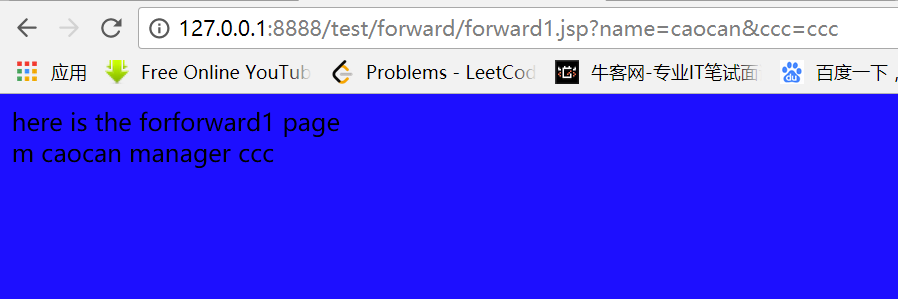 127.0.0.1:8888/test/forward/forward1.jsp?name=caocan&ccc=ccc
应用 Free Online YouTub Problems - LeetCod 牛客网-专业IT笔试面 百度一下，
here is the forforward1 page
m caocan manager ccc